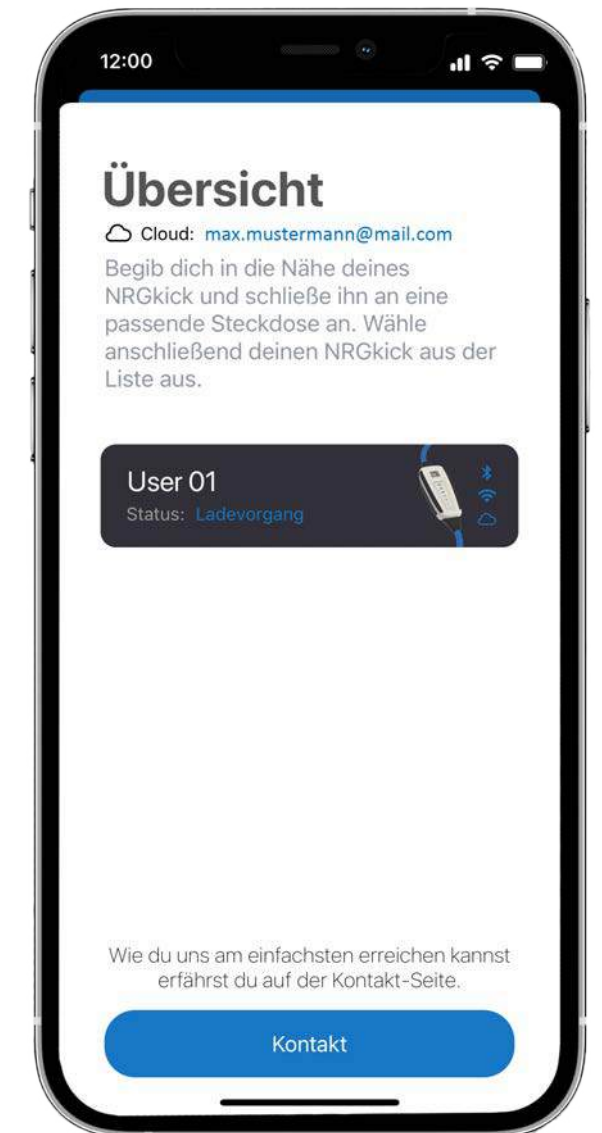 12:00
Übersicht
Cloud: max.mustermann@mail.com
Begib dich in die Nähe deines
NRGkick und schließe ihn an eine
passende Steckdose an. Wähle
anschließend deinen NRGkick aus der
Liste aus.
User 01
Status: Ladevorgang
Wie du uns am einfachsten erreichen kannst
erfährst du auf der Kontakt-Seite.
Kontakt